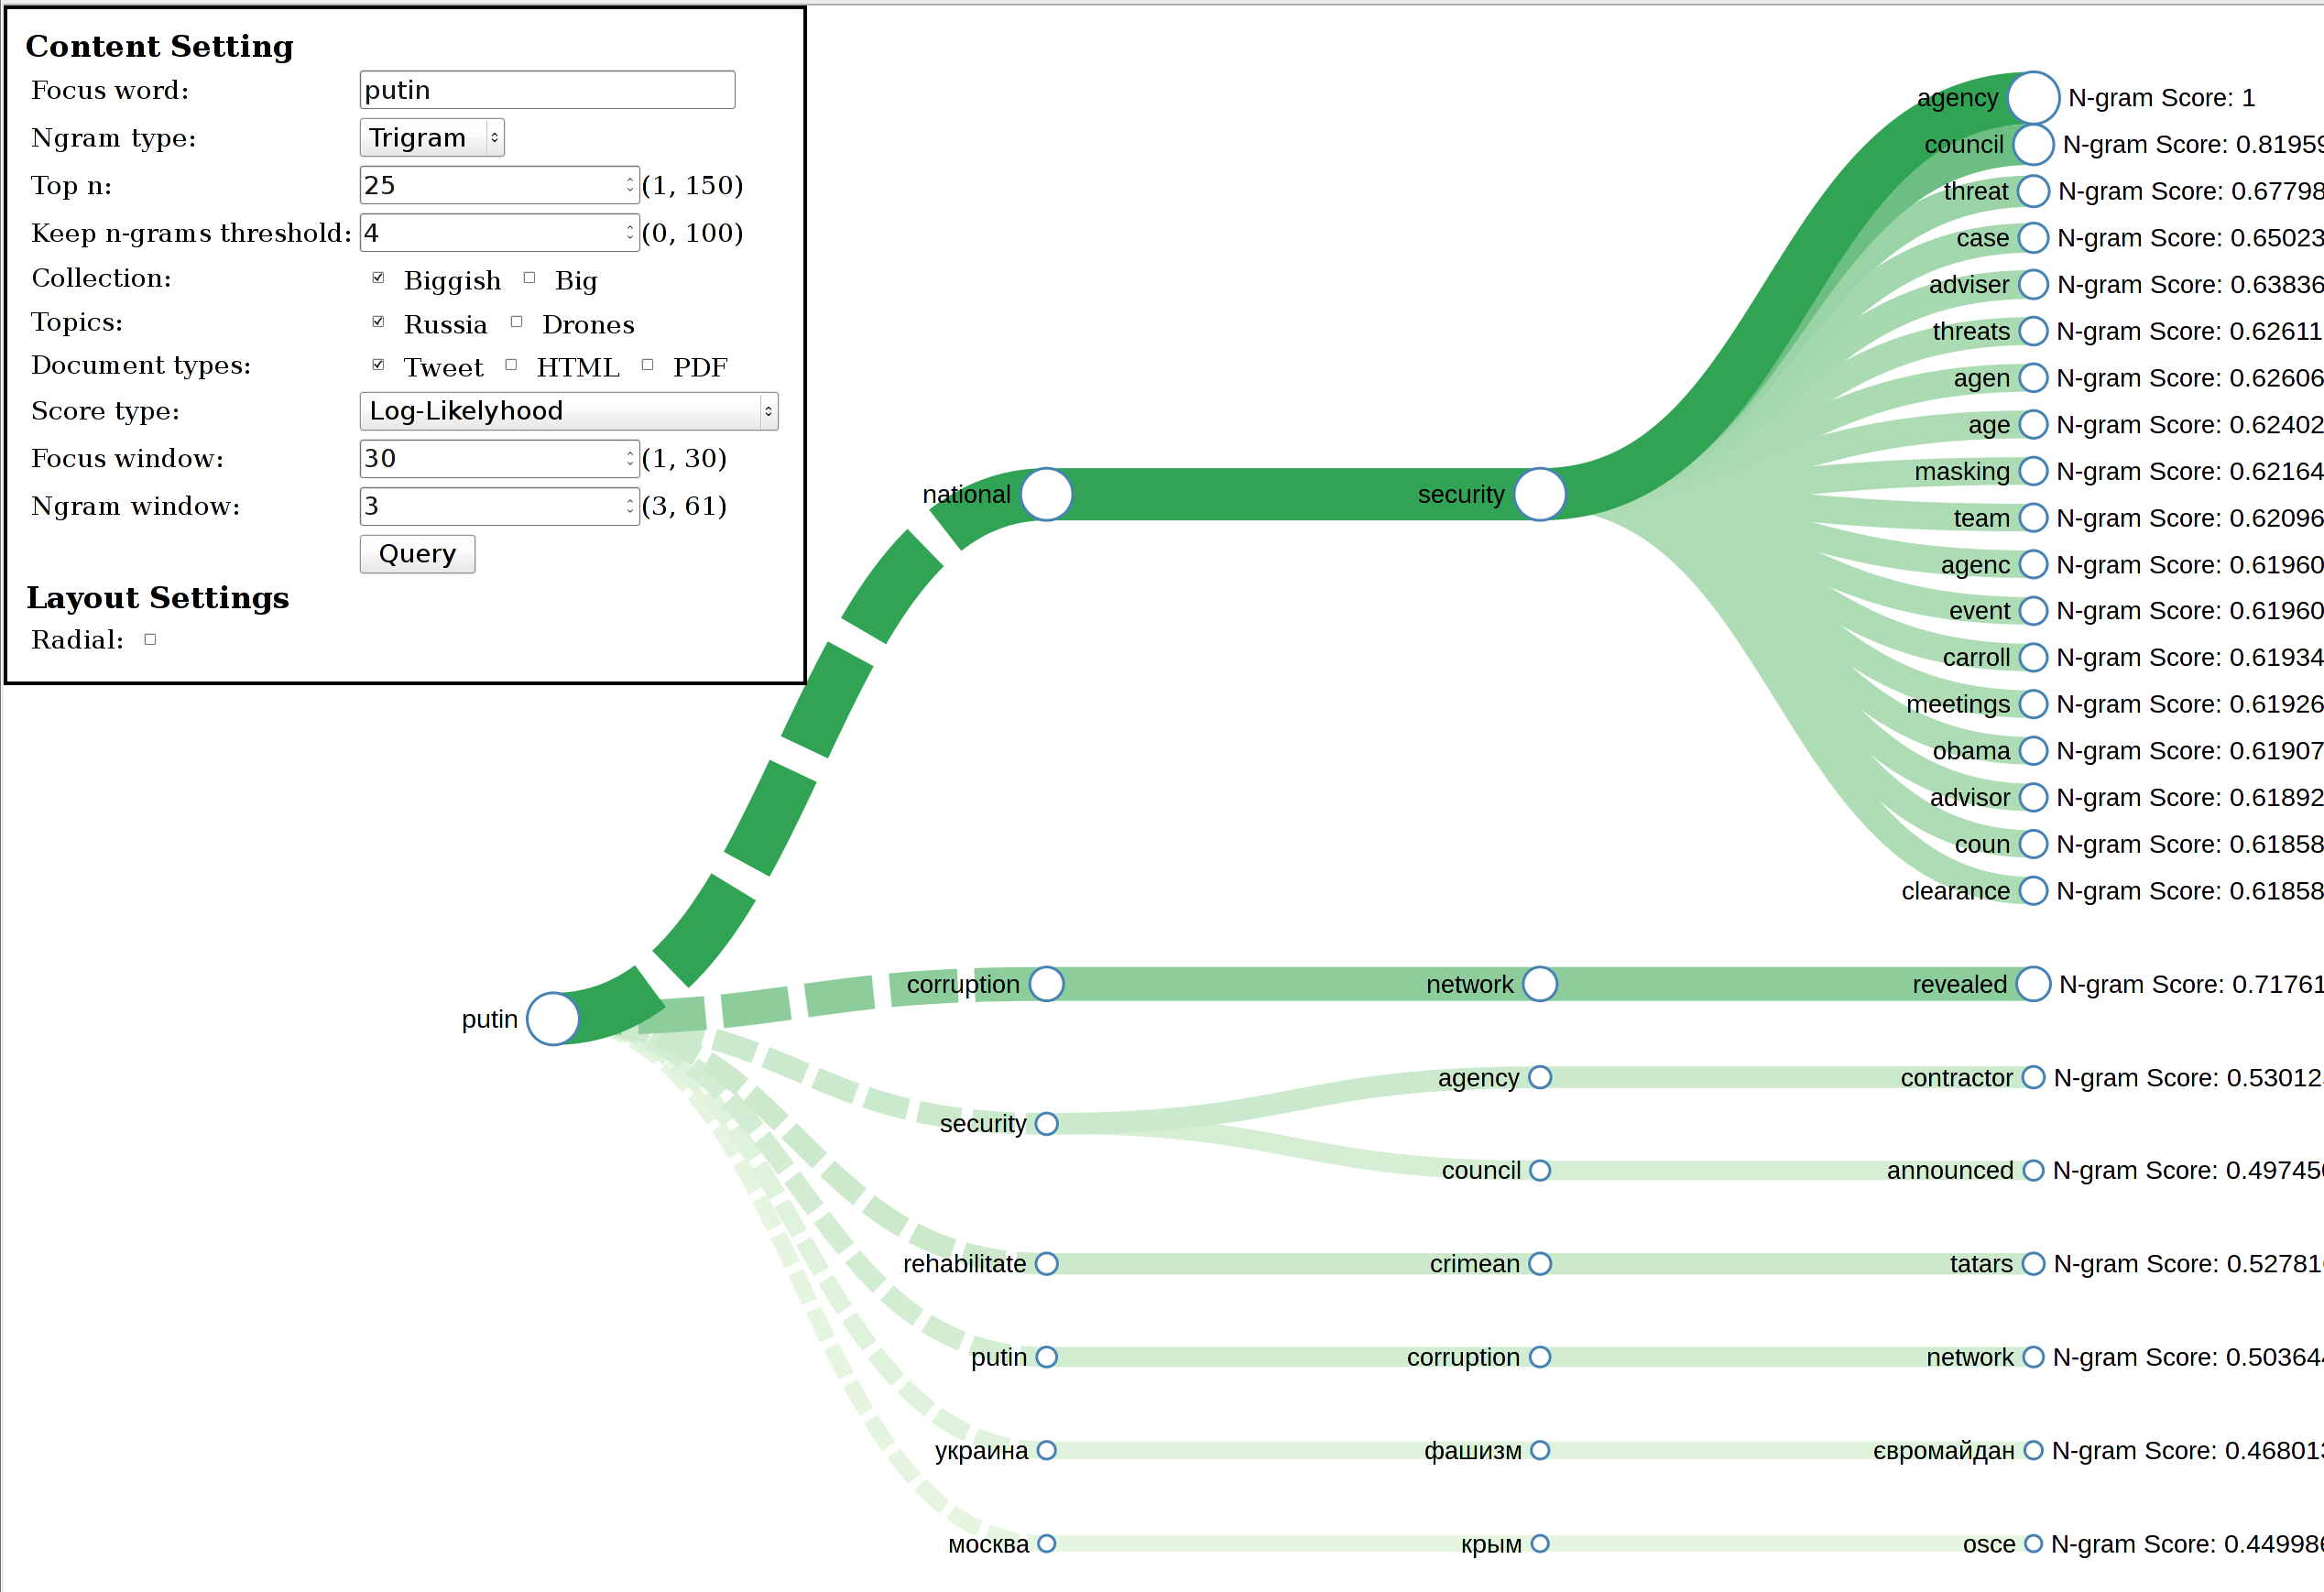 Content Setting
Focus word: putin
Ngram type: Trigram
Top n: 25 (1, 150)
Keep n-grams threshold: 4 (0, 100)
Collection: Biggish Big
Topics: Russia Drones
Document types: Tweet HTML PDF
Score type: Log-Likelyhood
Focus window: 30 (1, 30)
Ngram window: 3 (3, 61)
Query
Layout Settings
Radial:
putin
national security
agency N-gram Score: 1
council N-gram Score: 0.81959
threat N-gram Score: 0.67798
case N-gram Score: 0.65023
adviser N-gram Score: 0.63836
threats N-gram Score: 0.62611
agen N-gram Score: 0.62606
age N-gram Score: 0.62402
masking N-gram Score: 0.62164
team N-gram Score: 0.62096
agenc N-gram Score: 0.61960
event N-gram Score: 0.61960
carroll N-gram Score: 0.61934
meetings N-gram Score: 0.61926
obama N-gram Score: 0.61907
advisor N-gram Score: 0.61892
coun N-gram Score: 0.61858
clearance N-gram Score: 0.61858
corruption network revealed N-gram Score: 0.71761
security
agency contractor N-gram Score: 0.53012
council announced N-gram Score: 0.49745
rehabilitate crimean tatars N-gram Score: 0.52781
putin corruption network N-gram Score: 0.50364
украина фашизм євромайдан N-gram Score: 0.46801
москва крым osce N-gram Score: 0.44998